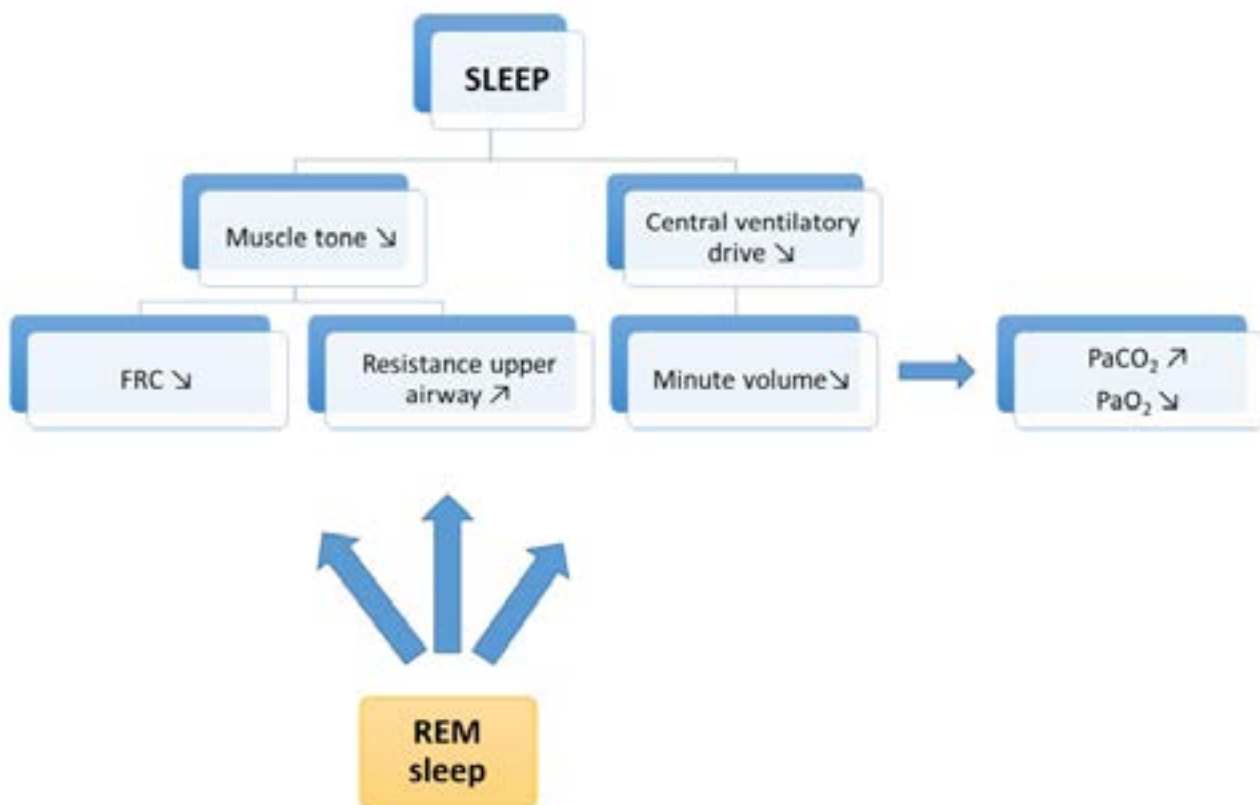 SLEEP
Muscle tone ↘
Central ventilatory
drive ↘
FRC ↘
Resistance upper
airway ↗
Minute volume↘
PaCO₂ ↗
PaO₂ ↘
REM
sleep